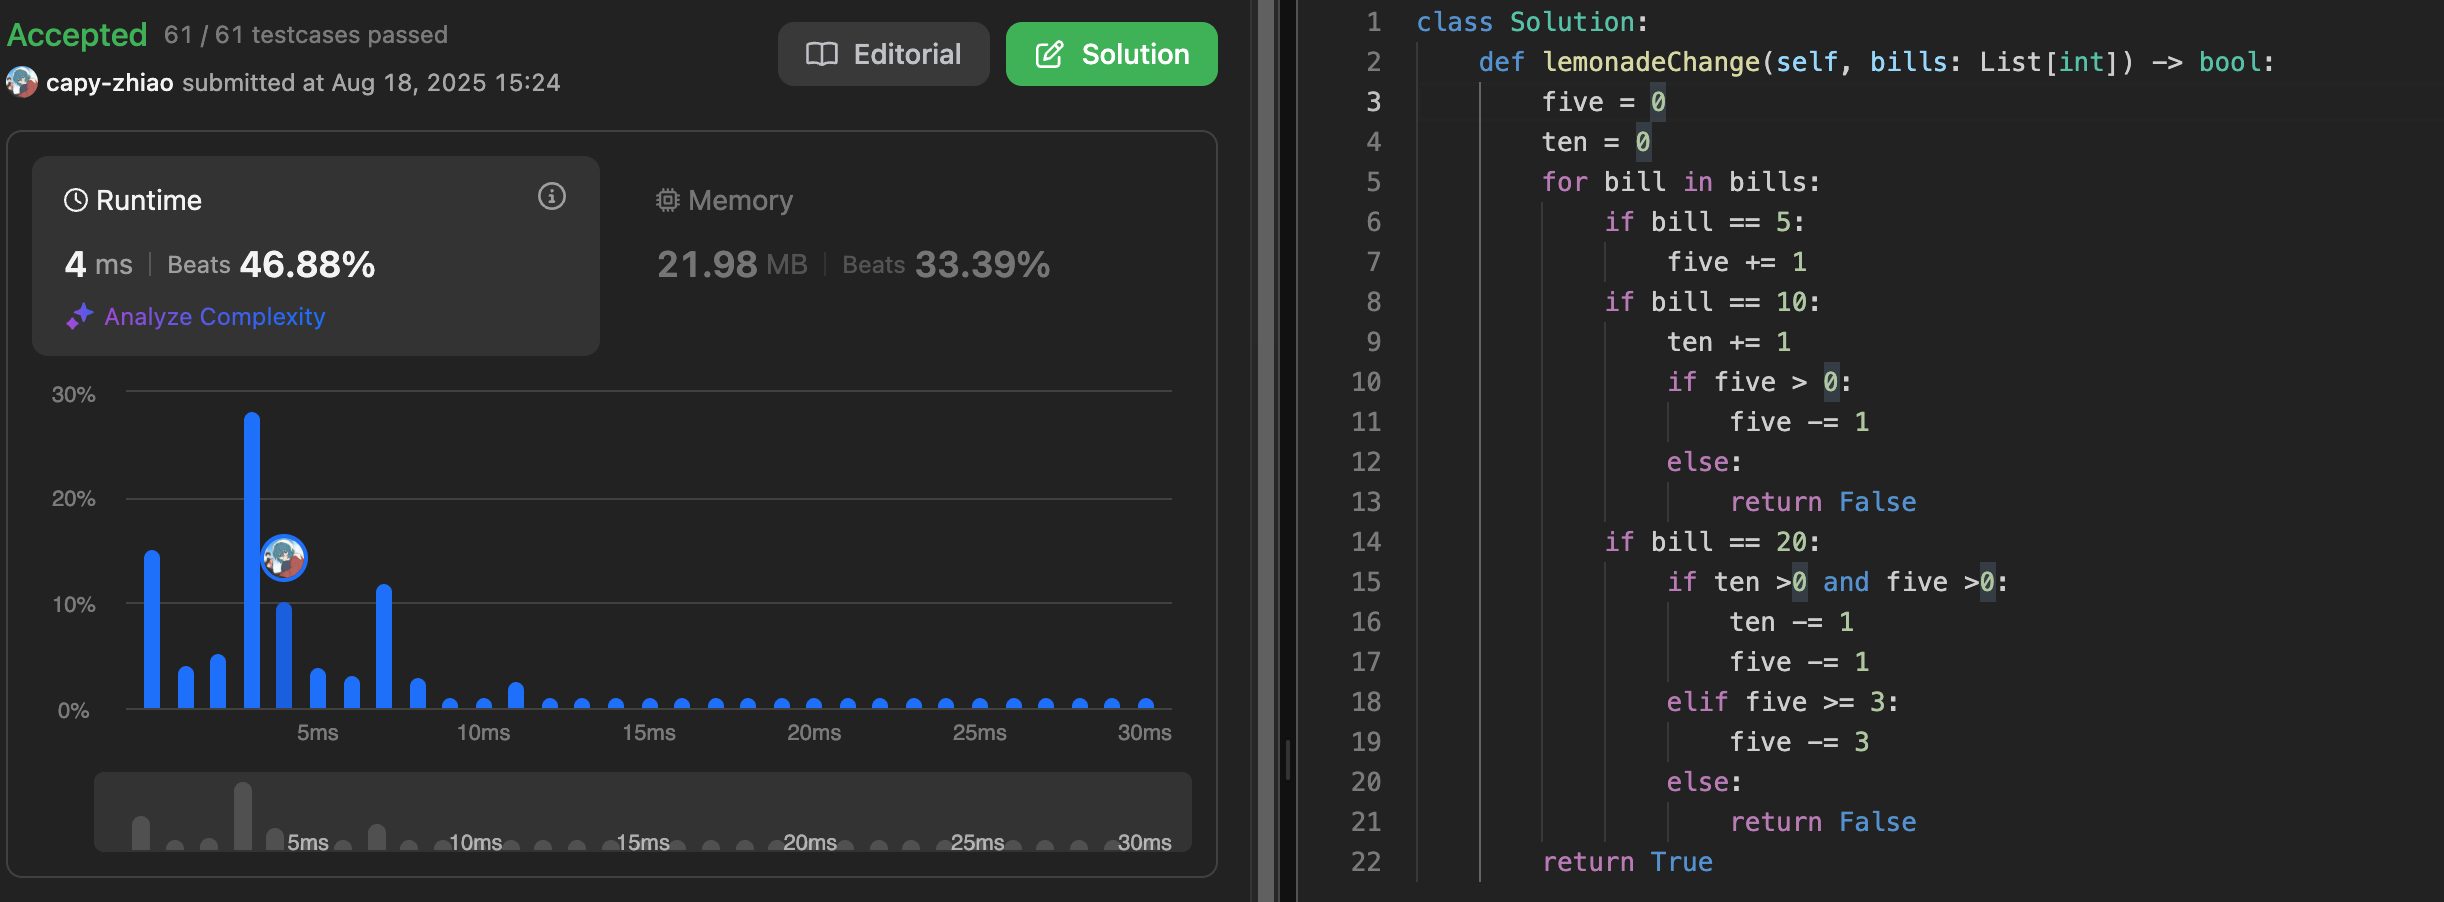 Accepted 61 / 61 testcases passed
capy-zhiao submitted at Aug 18, 2025 15:24
Editorial
Solution
Runtime
4 ms | Beats 46.88%
Analyze Complexity
Memory
21.98 MB | Beats 33.39%
30%
20%
10%
0%
5ms 10ms 15ms 20ms 25ms 30ms
5ms 10ms 15ms 20ms 25ms 30ms
1 class Solution:
2     def lemonadeChange(self, bills: List[int]) -> bool:
3         five = 0
4         ten = 0
5         for bill in bills:
6             if bill == 5:
7                 five += 1
8             if bill == 10:
9                 ten += 1
10                 if five > 0:
11                     five -= 1
12                 else:
13                     return False
14             if bill == 20:
15                 if ten >0 and five >0:
16                     ten -= 1
17                     five -= 1
18                 elif five >= 3:
19                     five -= 3
20                 else:
21                     return False
22         return True